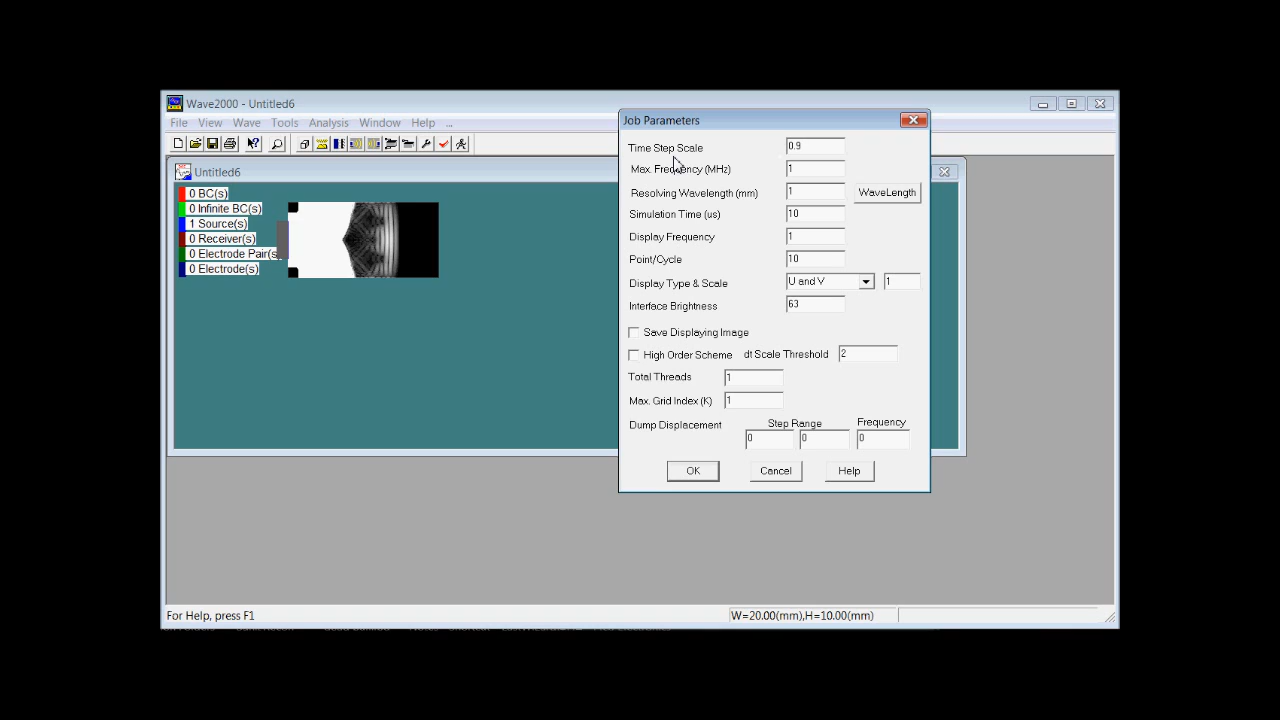 Wave2000 - Untitled6
File View Wave Tools Analysis Window Help ...
Untitled6
0 BC(s)
0 Infinite BC(s)
1 Source(s)
0 Receiver(s)
0 Electrode Pair(s
0 Electrode(s)
Job Parameters
Time Step Scale 0.9
Max. Frequency (MHz) 1
Resolving Wavelength (mm) 1 WaveLength
Simulation Time (us) 10
Display Frequency 1
Point/Cycle 10
Display Type & Scale U and V 1
Interface Brightness 63
Save Displaying Image
High Order Scheme dt Scale Threshold 2
Total Threads 1
Max. Grid Index (K) 1
Dump Displacement Step Range Frequency
0 0 0
OK Cancel Help
For Help, press F1 W=20.00(mm),H=10.00(mm)